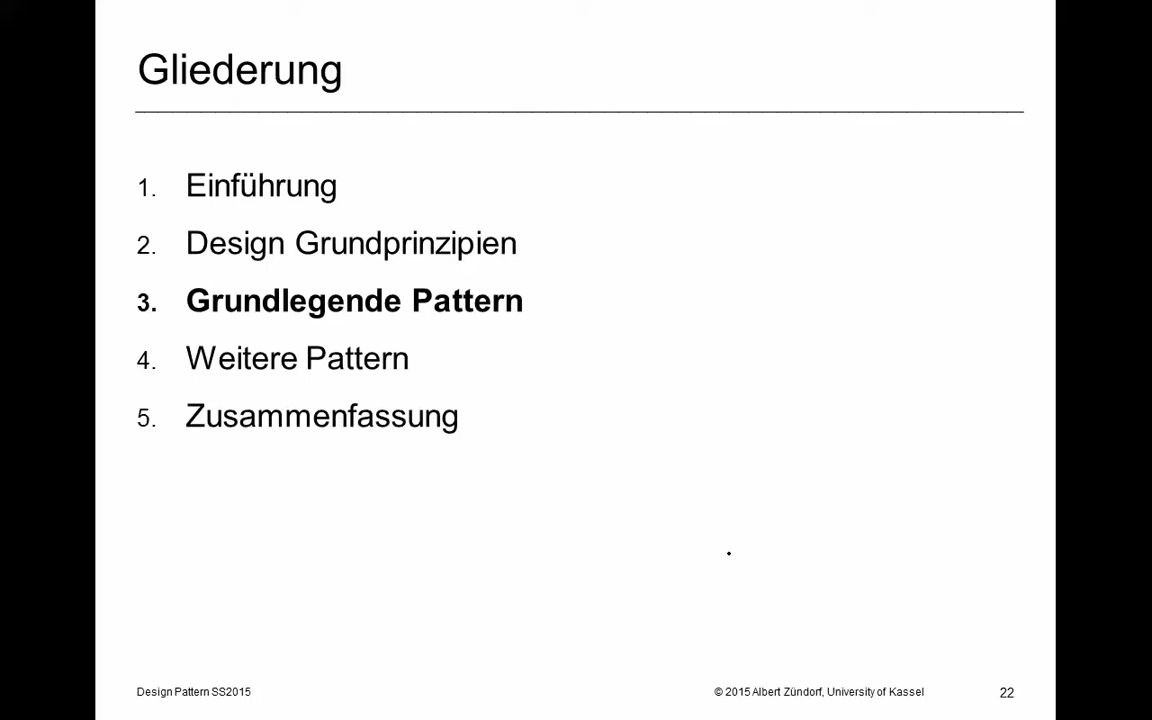 Gliederung
1. Einführung
2. Design Grundprinzipien
3. Grundlegende Pattern
4. Weitere Pattern
5. Zusammenfassung
Design Pattern SS2015 © 2015 Albert Zündorf, University of Kassel 22